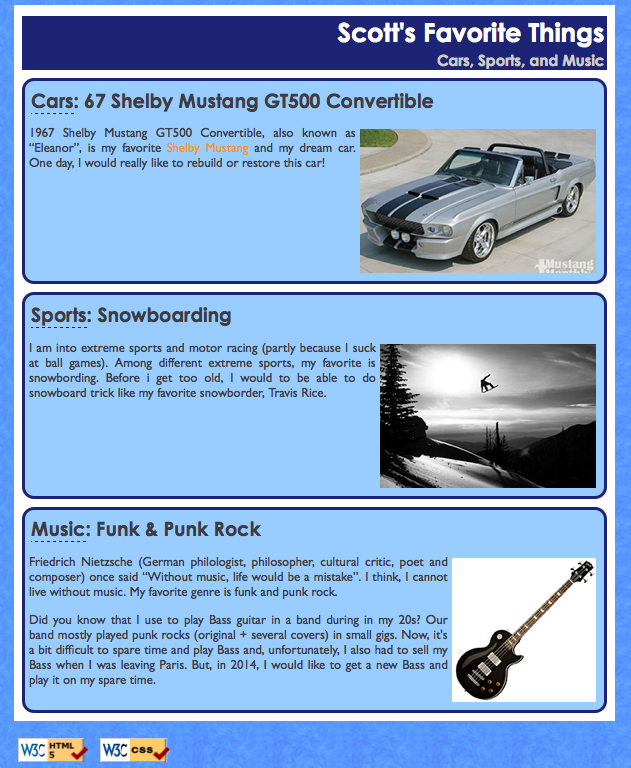 Scott's Favorite Things
Cars, Sports, and Music
Cars: 67 Shelby Mustang GT500 Convertible
1967 Shelby Mustang GT500 Convertible, also known as
“Eleanor”, is my favorite Shelby Mustang and my dream car.
One day, I would really like to rebuild or restore this car!
Mustang
Monthly
Sports: Snowboarding
I am into extreme sports and motor racing (partly because I suck
at ball games). Among different extreme sports, my favorite is
snowbording. Before i get too old, I would to be able to do
snowboard trick like my favorite snowborder, Travis Rice.
Music: Funk & Punk Rock
Friedrich Nietzsche (German philologist, philosopher, cultural critic, poet and
composer) once said “Without music, life would be a mistake”. I think, I cannot
live without music. My favorite genre is funk and punk rock.
Did you know that I use to play Bass guitar in a band during in my 20s? Our
band mostly played punk rocks (original + several covers) in small gigs. Now, it's
a bit difficult to spare time and play Bass and, unfortunately, I also had to sell my
Bass when I was leaving Paris. But, in 2014, I would like to get a new Bass and
play it on my spare time.
W3C HTML 5
W3C css